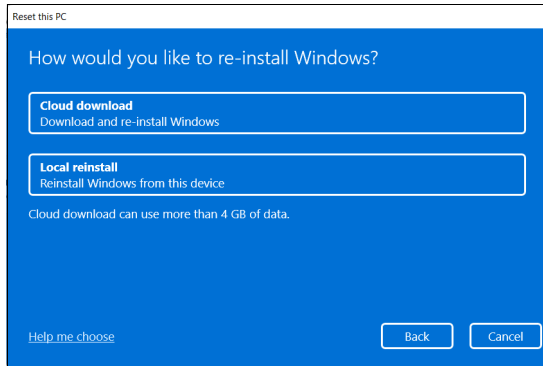 Reset this PC
How would you like to re-install Windows?
Cloud download
Download and re-install Windows
Local reinstall
Reinstall Windows from this device
Cloud download can use more than 4 GB of data.
Help me choose
Back
Cancel